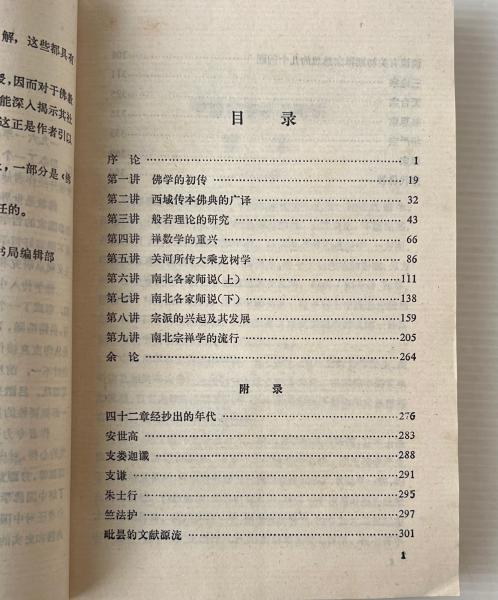 解，这些都具有
受，因而对于佛教
能深入揭示其社
这正是作者引以
一部分是《佛
任的。
书局编辑部
目 录
序 论 1
第一讲 佛学的初传 19
第二讲 西域传本佛典的广译 32
第三讲 般若理论的研究 43
第四讲 禅数学的重兴 66
第五讲 关河所传大乘龙树学 86
第六讲 南北各家师说(上) 111
第七讲 南北各家师说(下) 138
第八讲 宗派的兴起及其发展 159
第九讲 南北宗禅学的流行 205
余 论 264
附 录
四十二章经抄出的年代 276
安世高 283
支娄迦谶 288
支谦 291
朱士行 295
竺法护 297
毗昙的文献源流 301
1